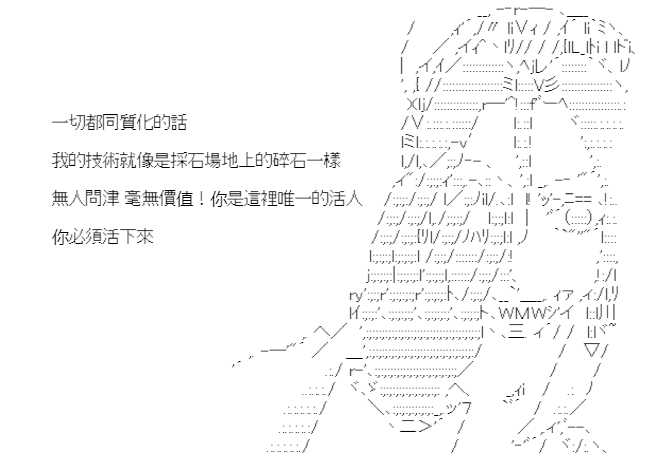 一切都同質化的話
我的技術就像是採石場地上的碎石一樣
無人問津 毫無價值！你是這裡唯一的活人
你必須活下來